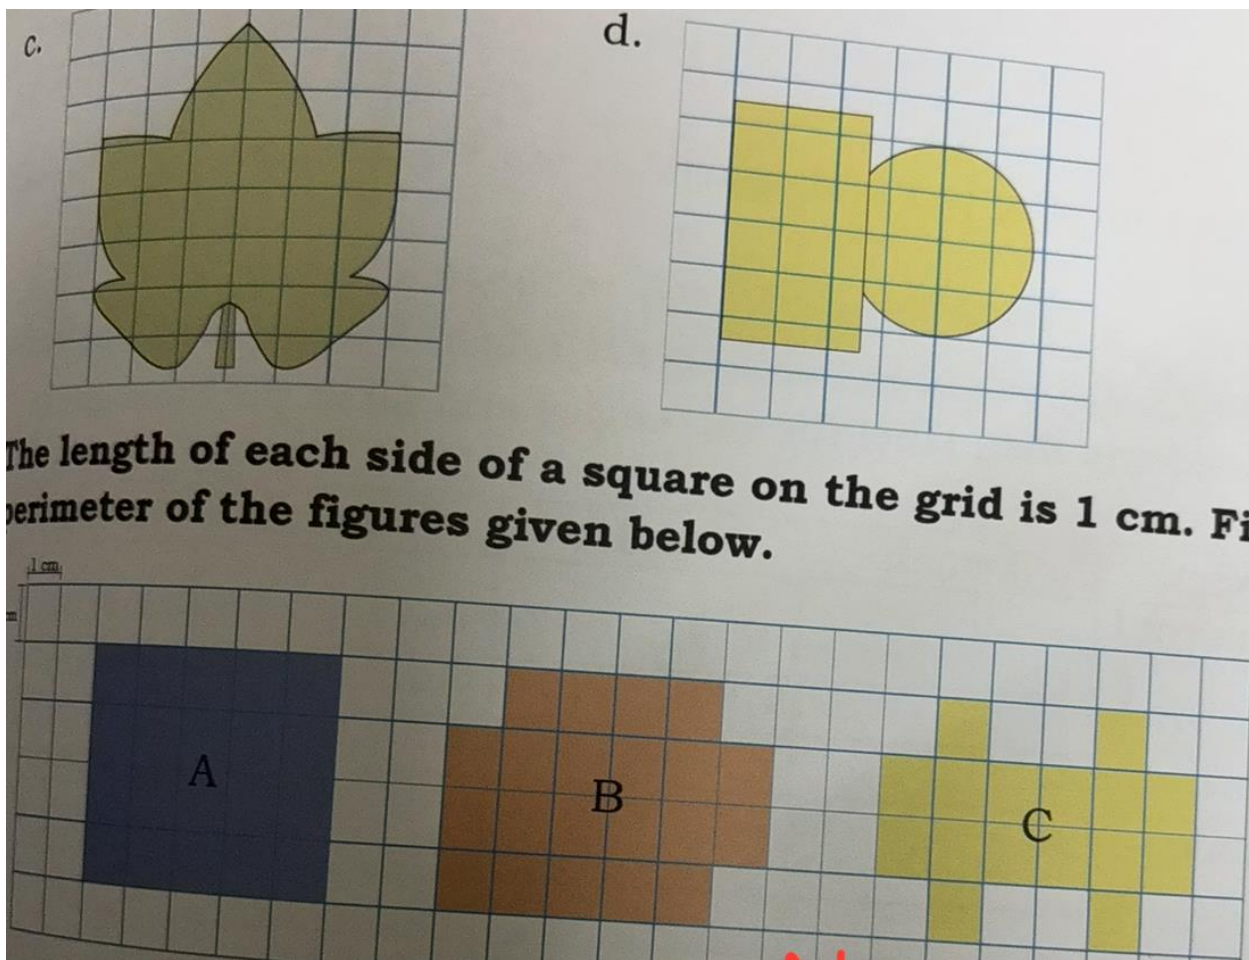 c.
d.
The length of each side of a square on the grid is 1 cm. Fi
perimeter of the figures given below.
1 cm
A
B
C